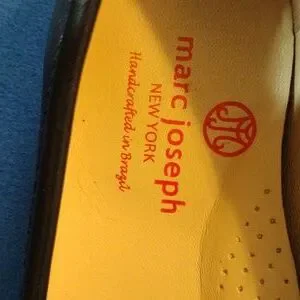 marc joseph
NEW YORK
Handcrafted in Brazil